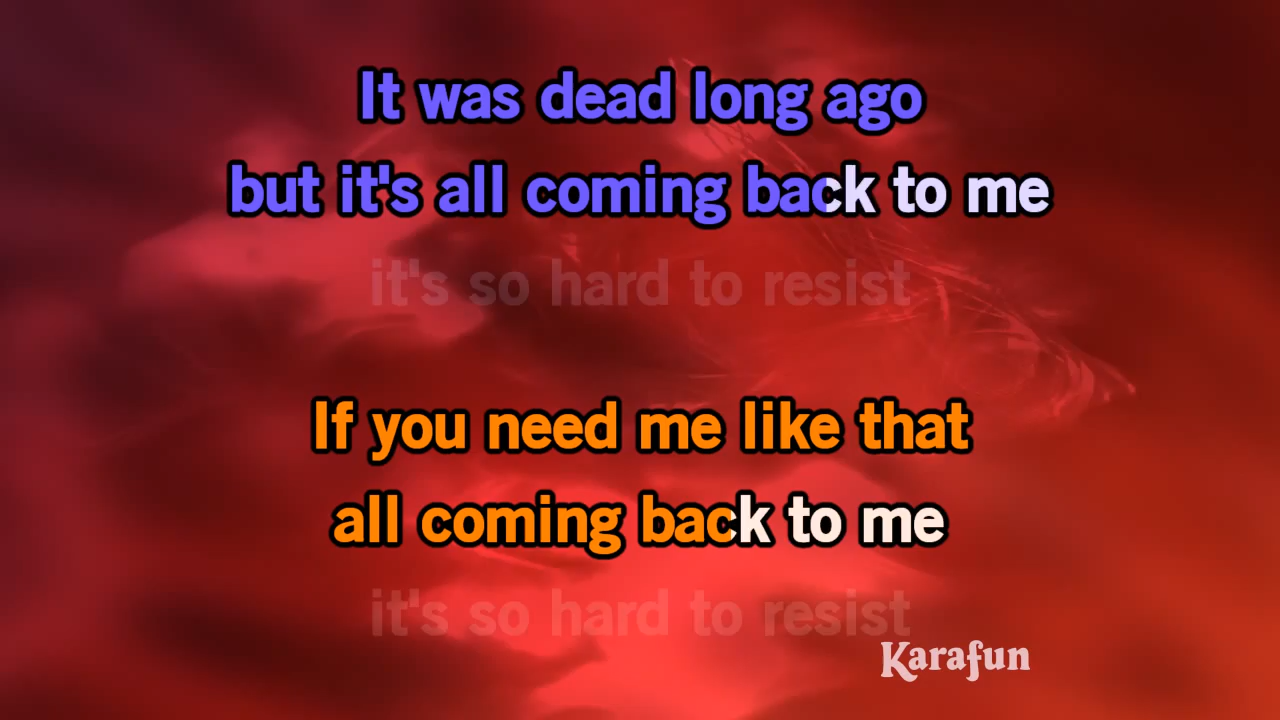 It was dead long ago
but it's all coming back to me
it's so hard to resist
If you need me like that
all coming back to me
it's so hard to resist
Karafun